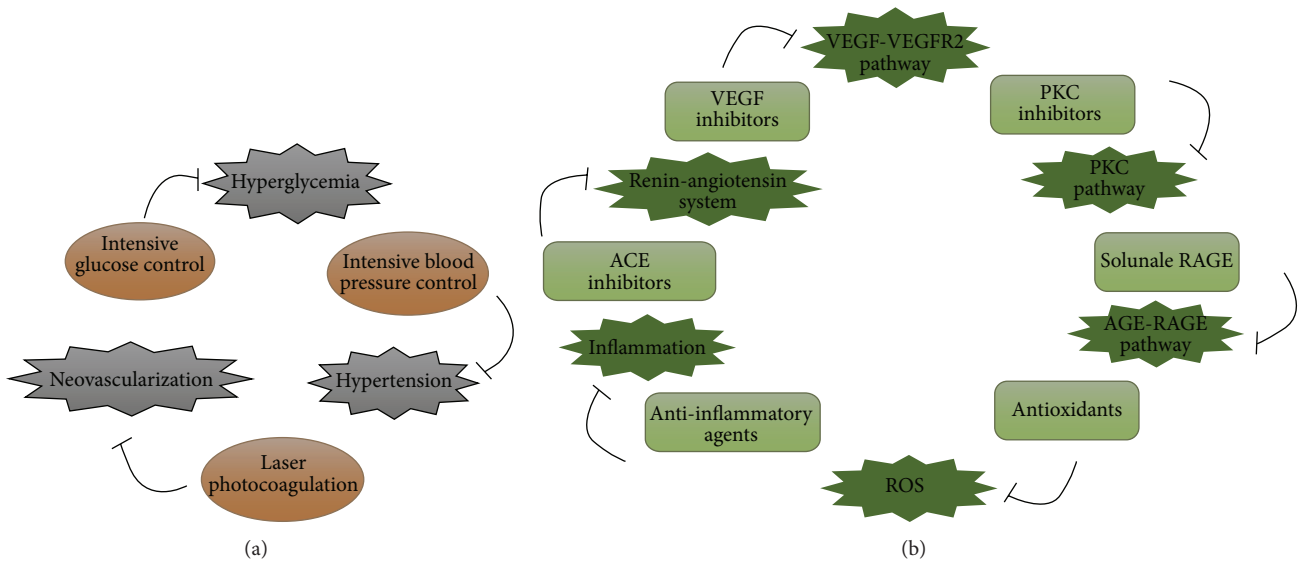 Hyperglycemia
Intensive
glucose control
Intensive blood
pressure control
Neovascularization
Hypertension
Laser
photocoagulation
(a)
VEGF-VEGFR2
pathway
VEGF
inhibitors
PKC
inhibitors
Renin-angiotensin
system
PKC
pathway
ACE
inhibitors
Solunale RAGE
Inflammation
AGE-RAGE
pathway
Anti-inflammatory
agents
Antioxidants
ROS
(b)